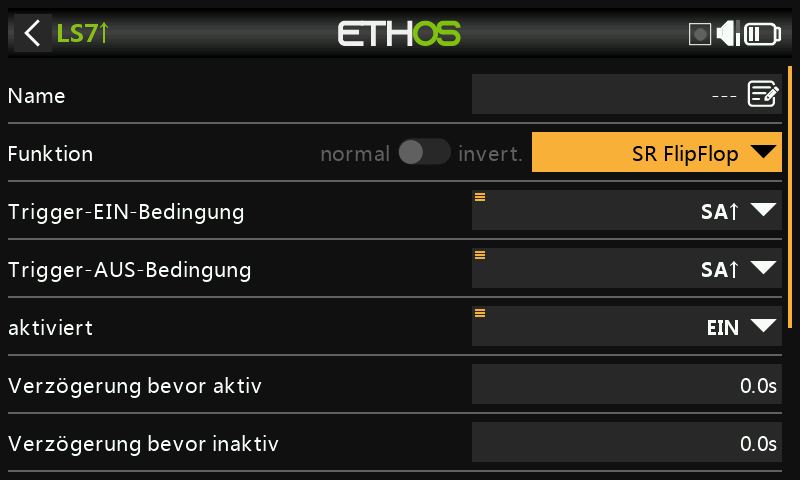 LS7↑ ETHOS
Name ---
Funktion normal invert. SR FlipFlop
Trigger-EIN-Bedingung SA↑
Trigger-AUS-Bedingung SA↑
aktiviert EIN
Verzögerung bevor aktiv 0.0s
Verzögerung bevor inaktiv 0.0s